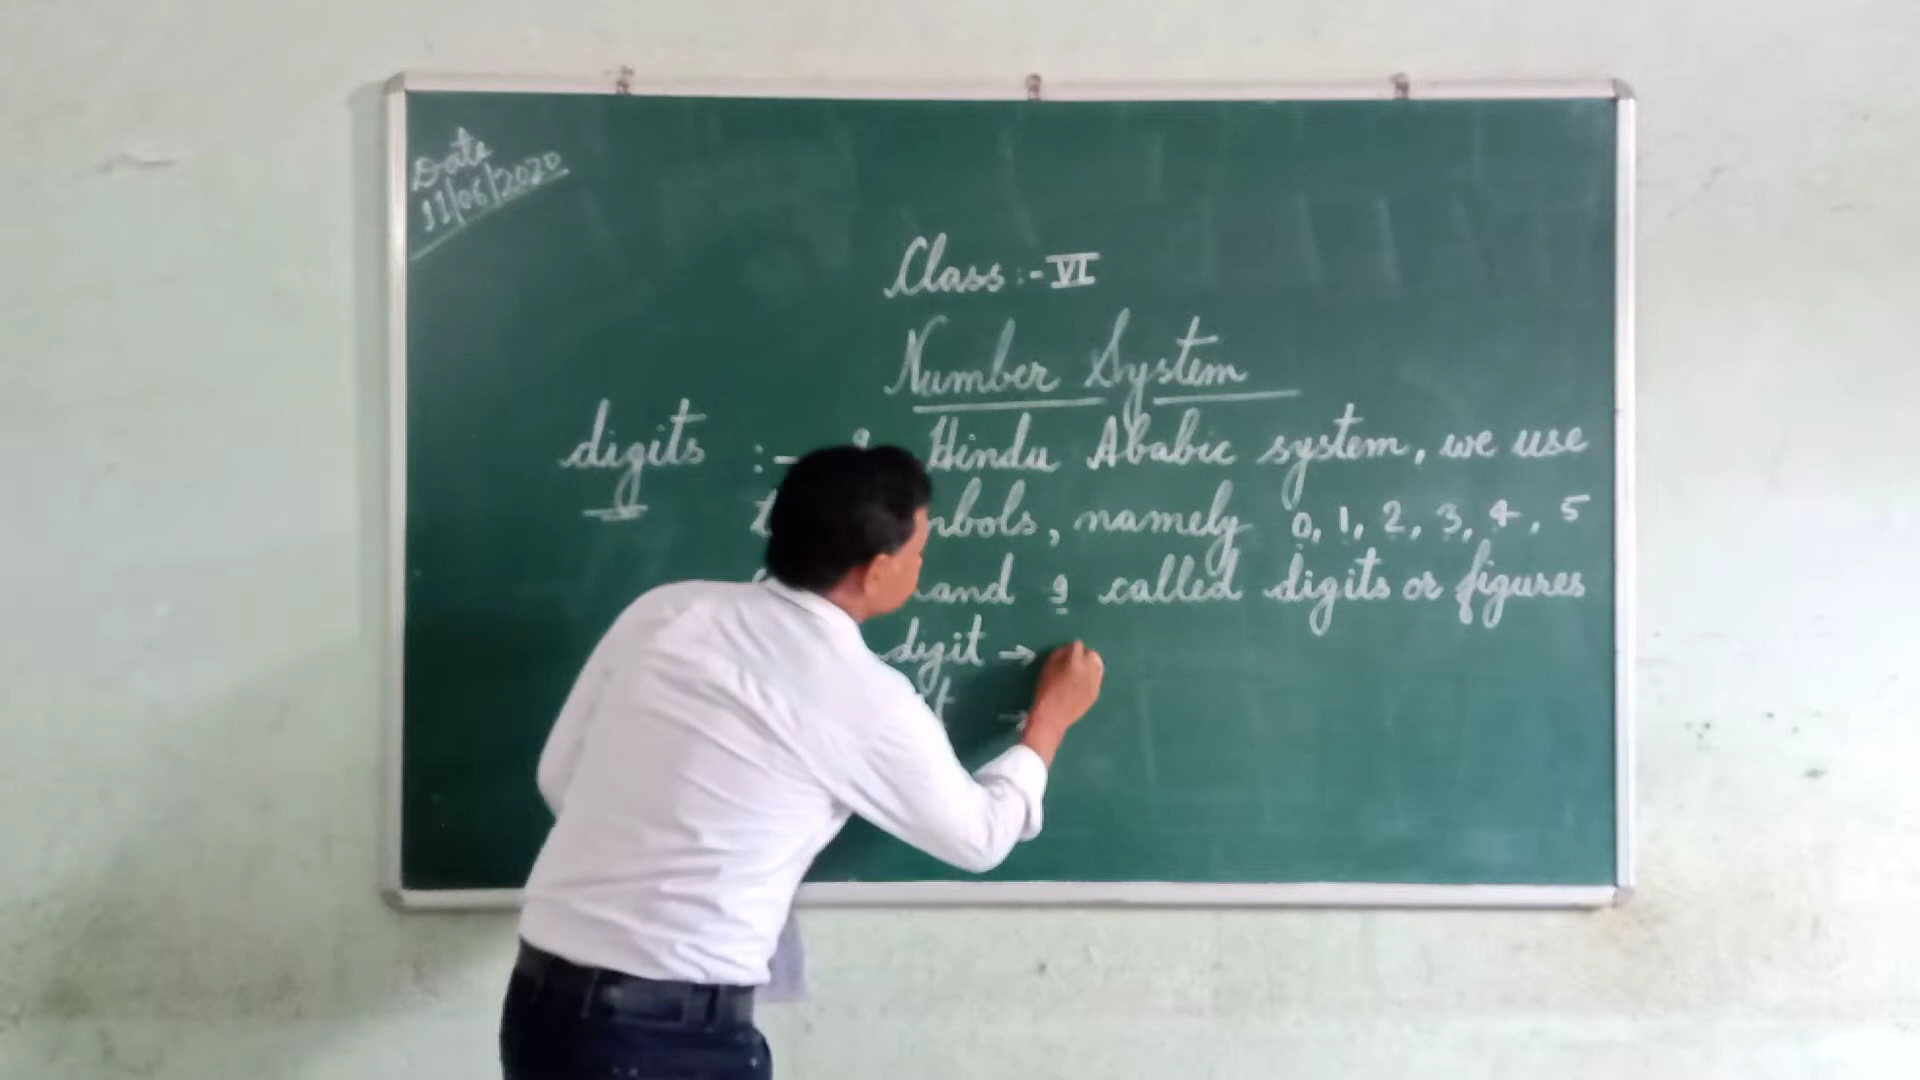 Date
11/06/2020
Class :- VI
Number System
digits :- Hindu Ababic system, we use
namely 0, 1, 2, 3, 4, 5
and 9 called digits or figures
digit →
→